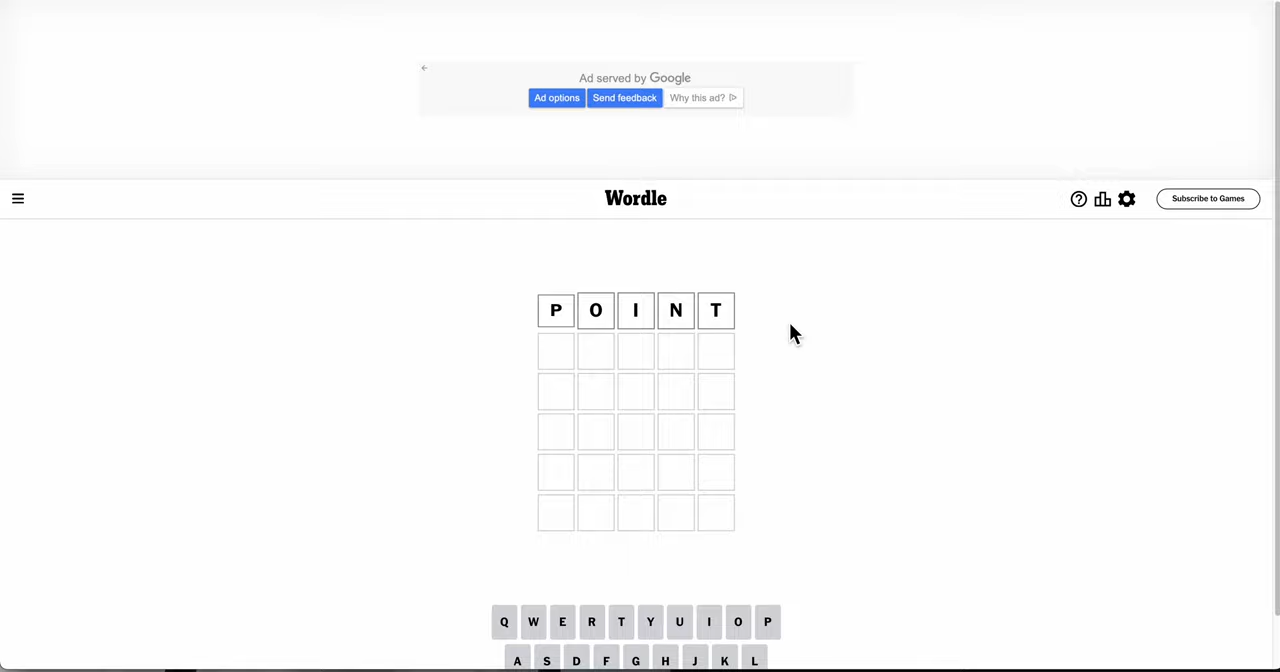 Ad served by Google
Ad options Send feedback Why this ad?
Wordle
Subscribe to Games
P O I N T
Q W E R T Y U I O P
A S D F G H J K L